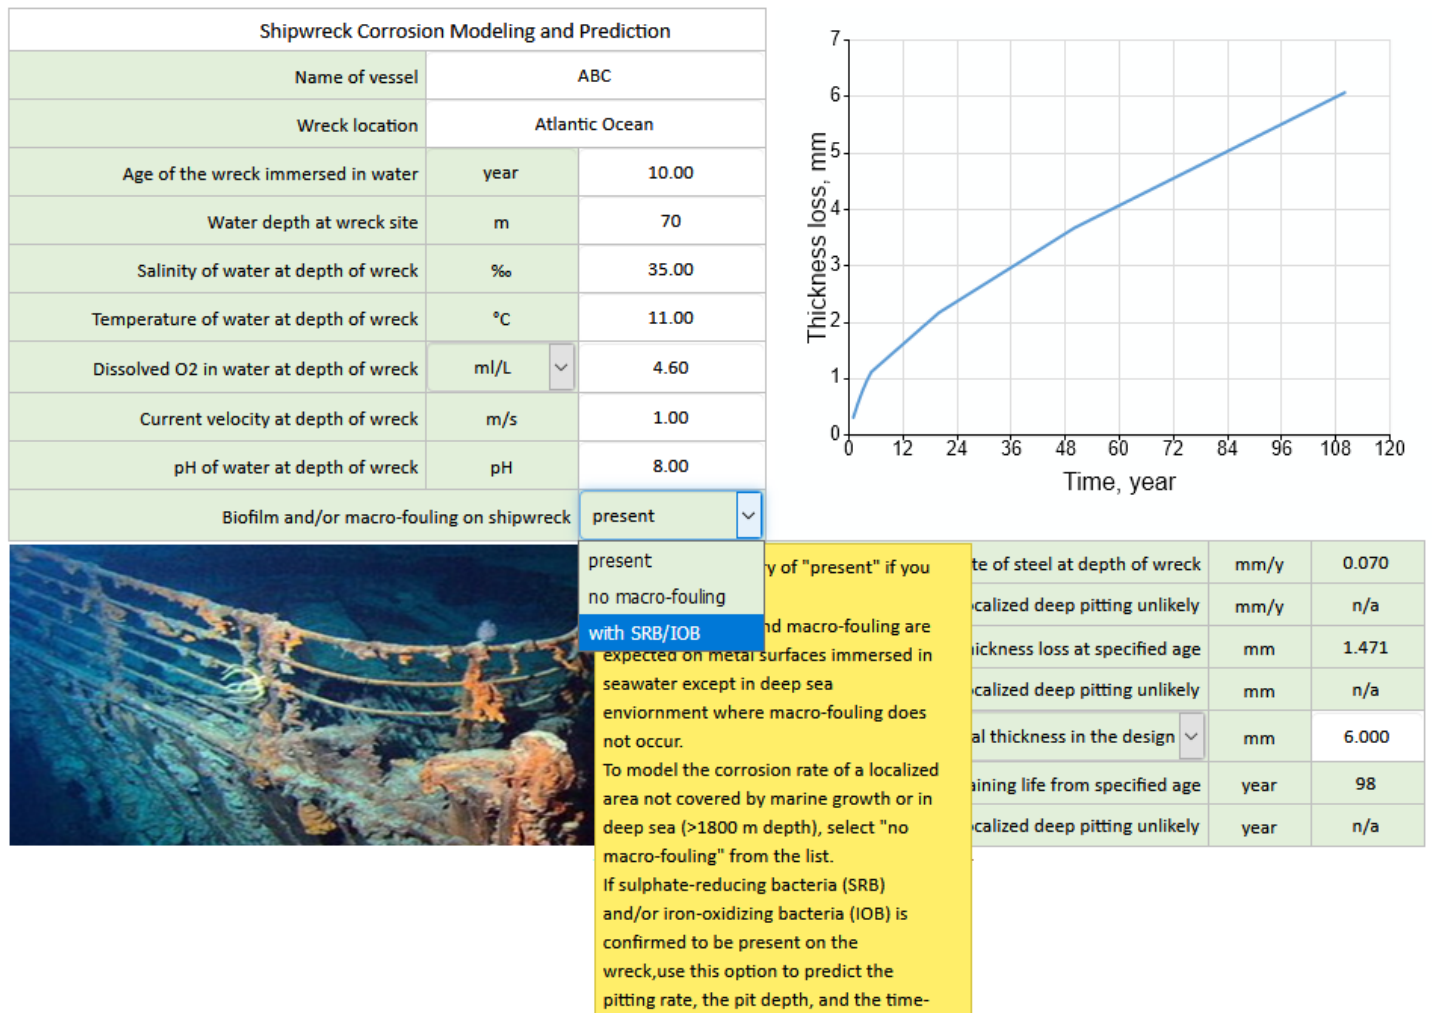 Shipwreck Corrosion Modeling and Prediction
Name of vessel ABC
Wreck location Atlantic Ocean
Age of the wreck immersed in water year 10.00
Water depth at wreck site m 70
Salinity of water at depth of wreck ‰ 35.00
Temperature of water at depth of wreck °C 11.00
Dissolved O2 in water at depth of wreck ml/L 4.60
Current velocity at depth of wreck m/s 1.00
pH of water at depth of wreck pH 8.00
Biofilm and/or macro-fouling on shipwreck present
present
no macro-fouling
with SRB/IOB
of "present" if you
macro-fouling are
expected on metal surfaces immersed in
seawater except in deep sea
enviornment where macro-fouling does
not occur.
To model the corrosion rate of a localized
area not covered by marine growth or in
deep sea (>1800 m depth), select "no
macro-fouling" from the list.
If sulphate-reducing bacteria (SRB)
and/or iron-oxidizing bacteria (IOB) is
confirmed to be present on the
wreck,use this option to predict the
pitting rate, the pit depth, and the time-
of steel at depth of wreck mm/y 0.070
deep pitting unlikely mm/y n/a
loss at specified age mm 1.471
deep pitting unlikely mm n/a
thickness in the design mm 6.000
life from specified age year 98
deep pitting unlikely year n/a
Thickness loss, mm
7
6
5
4
3
2
1
0
0 12 24 36 48 60 72 84 96 108 120
Time, year